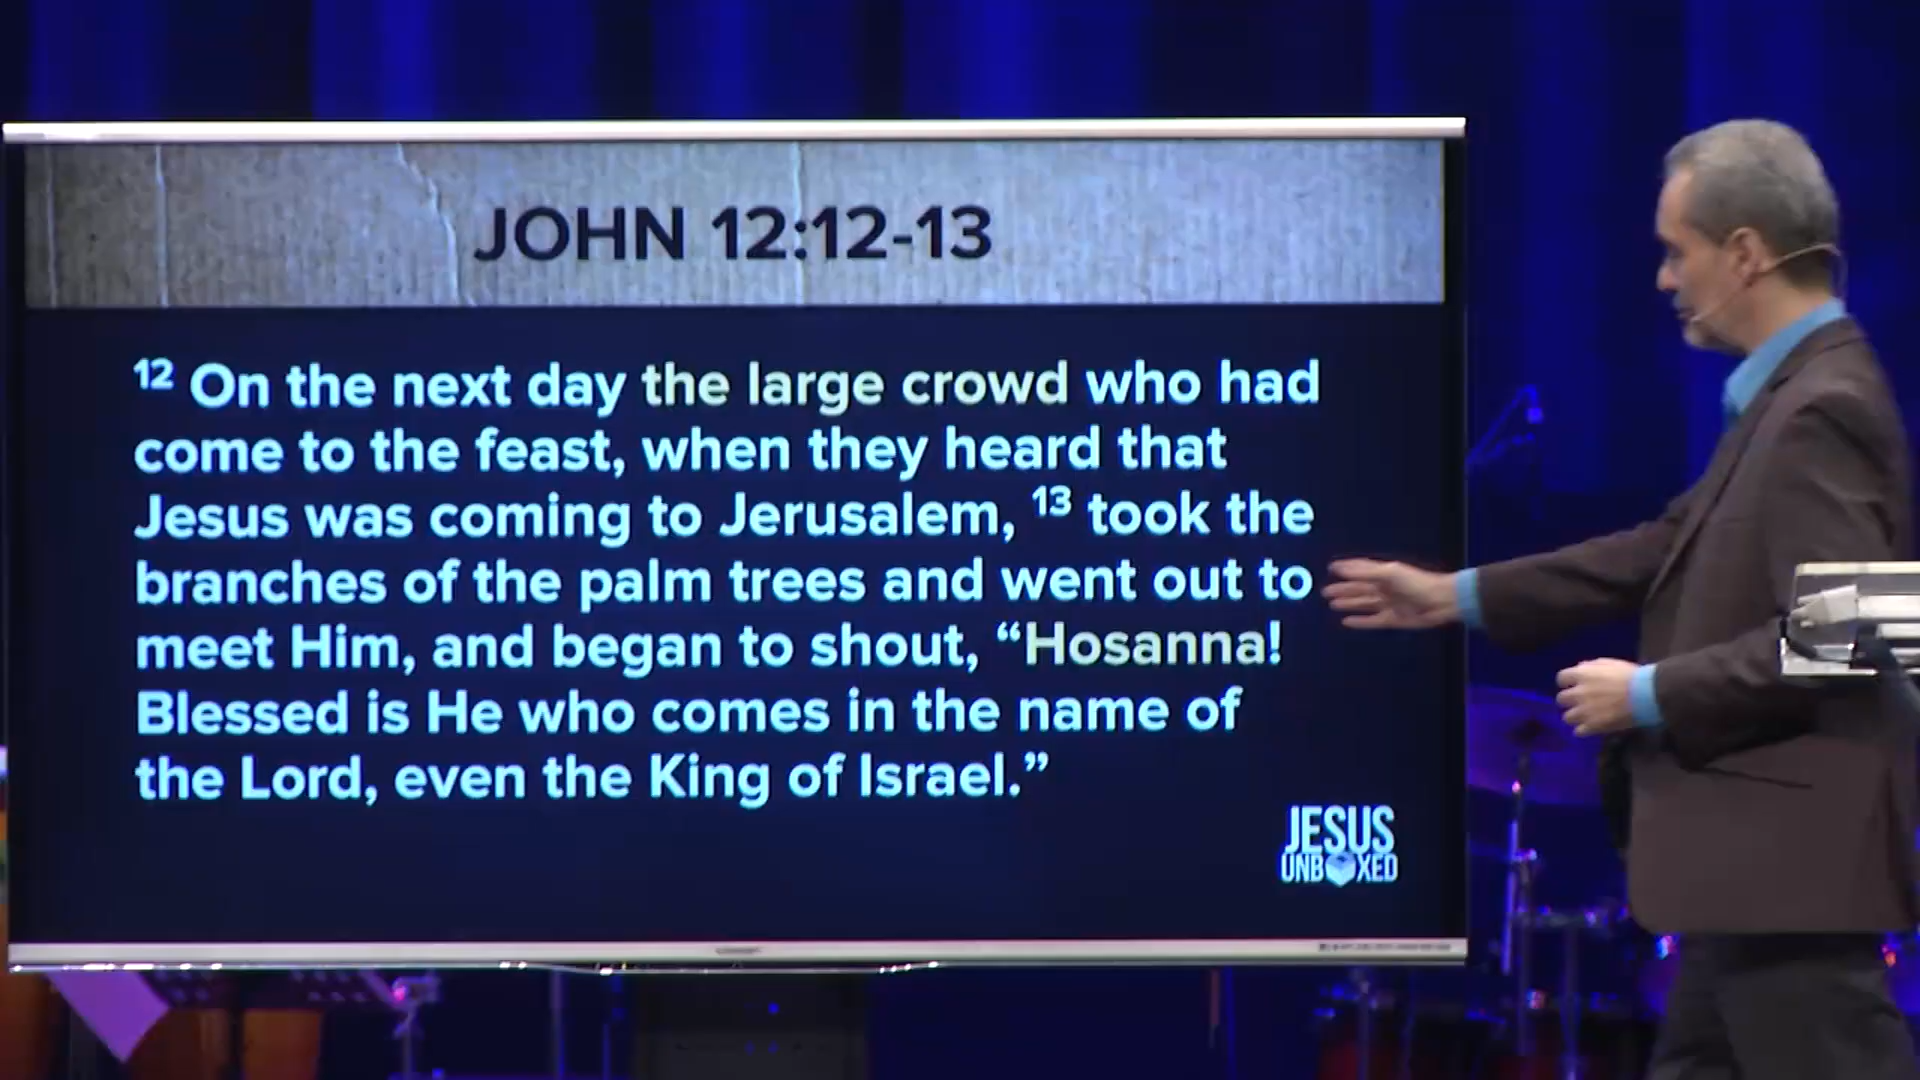 JOHN 12:12-13
¹² On the next day the large crowd who had
come to the feast, when they heard that
Jesus was coming to Jerusalem, ¹³ took the
branches of the palm trees and went out to
meet Him, and began to shout, “Hosanna!
Blessed is He who comes in the name of
the Lord, even the King of Israel.”
JESUS
UNBOXED